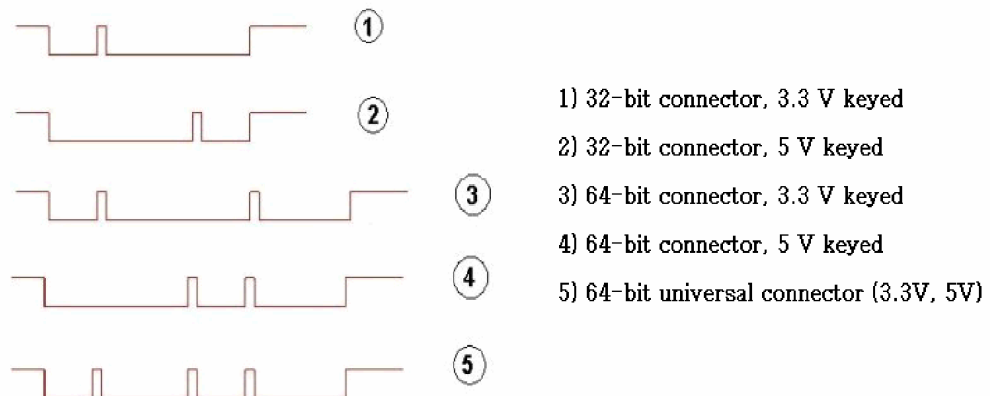 1
2
3
4
5
1) 32-bit connector, 3.3 V keyed
2) 32-bit connector, 5 V keyed
3) 64-bit connector, 3.3 V keyed
4) 64-bit connector, 5 V keyed
5) 64-bit universal connector (3.3V, 5V)